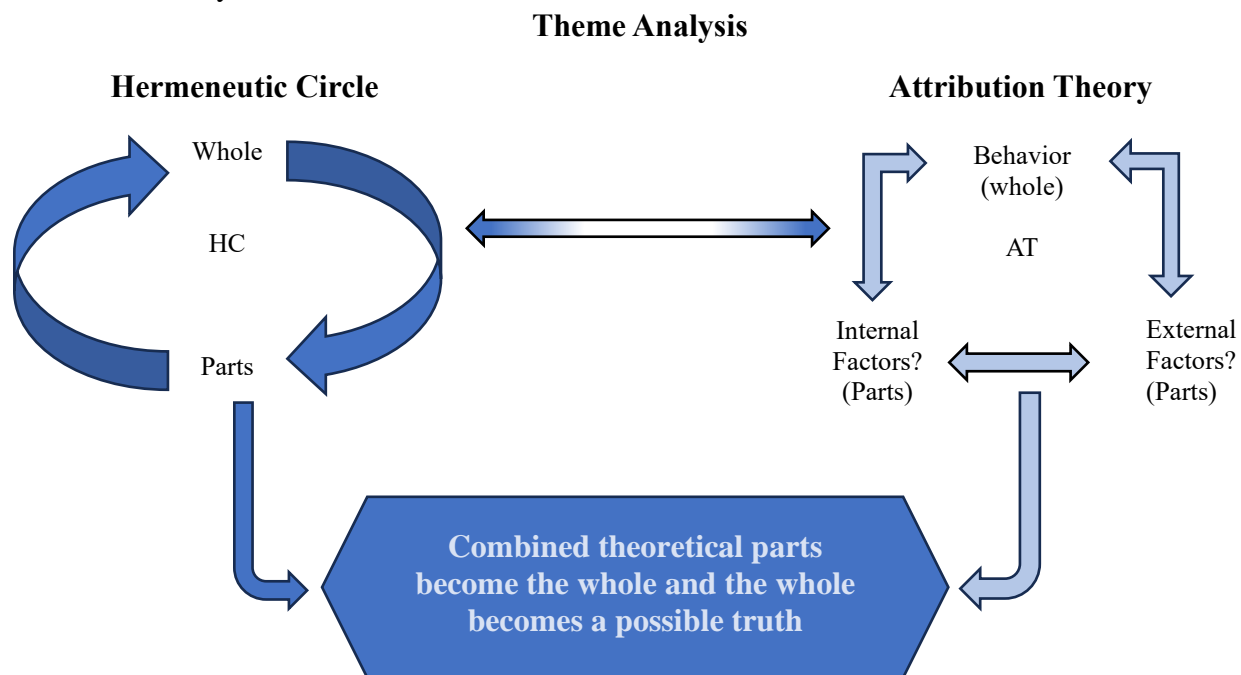 Theme Analysis
Hermeneutic Circle
Attribution Theory
Whole
HC
Parts
Behavior
(whole)
AT
Internal
Factors?
(Parts)
External
Factors?
(Parts)
Combined theoretical parts
become the whole and the whole
becomes a possible truth